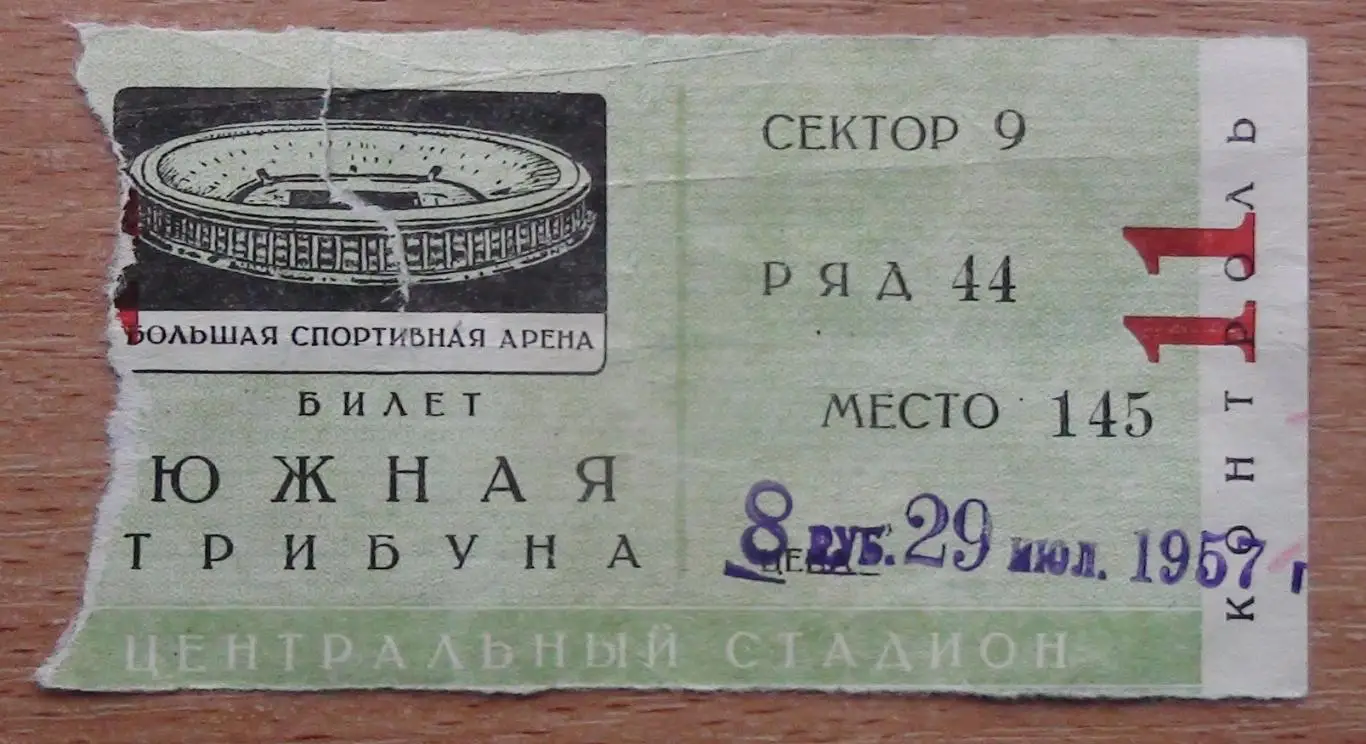 БОЛЬШАЯ СПОРТИВНАЯ АРЕНА
БИЛЕТ
ЮЖНАЯ
ТРИБУНА
СЕКТОР 9
РЯД 44
МЕСТО 145
ЦЕНА
8 РУБ. 29 ИЮЛ. 1957 г
11
КОНТРОЛЬ
ЦЕНТРАЛЬНЫЙ СТАДИОН